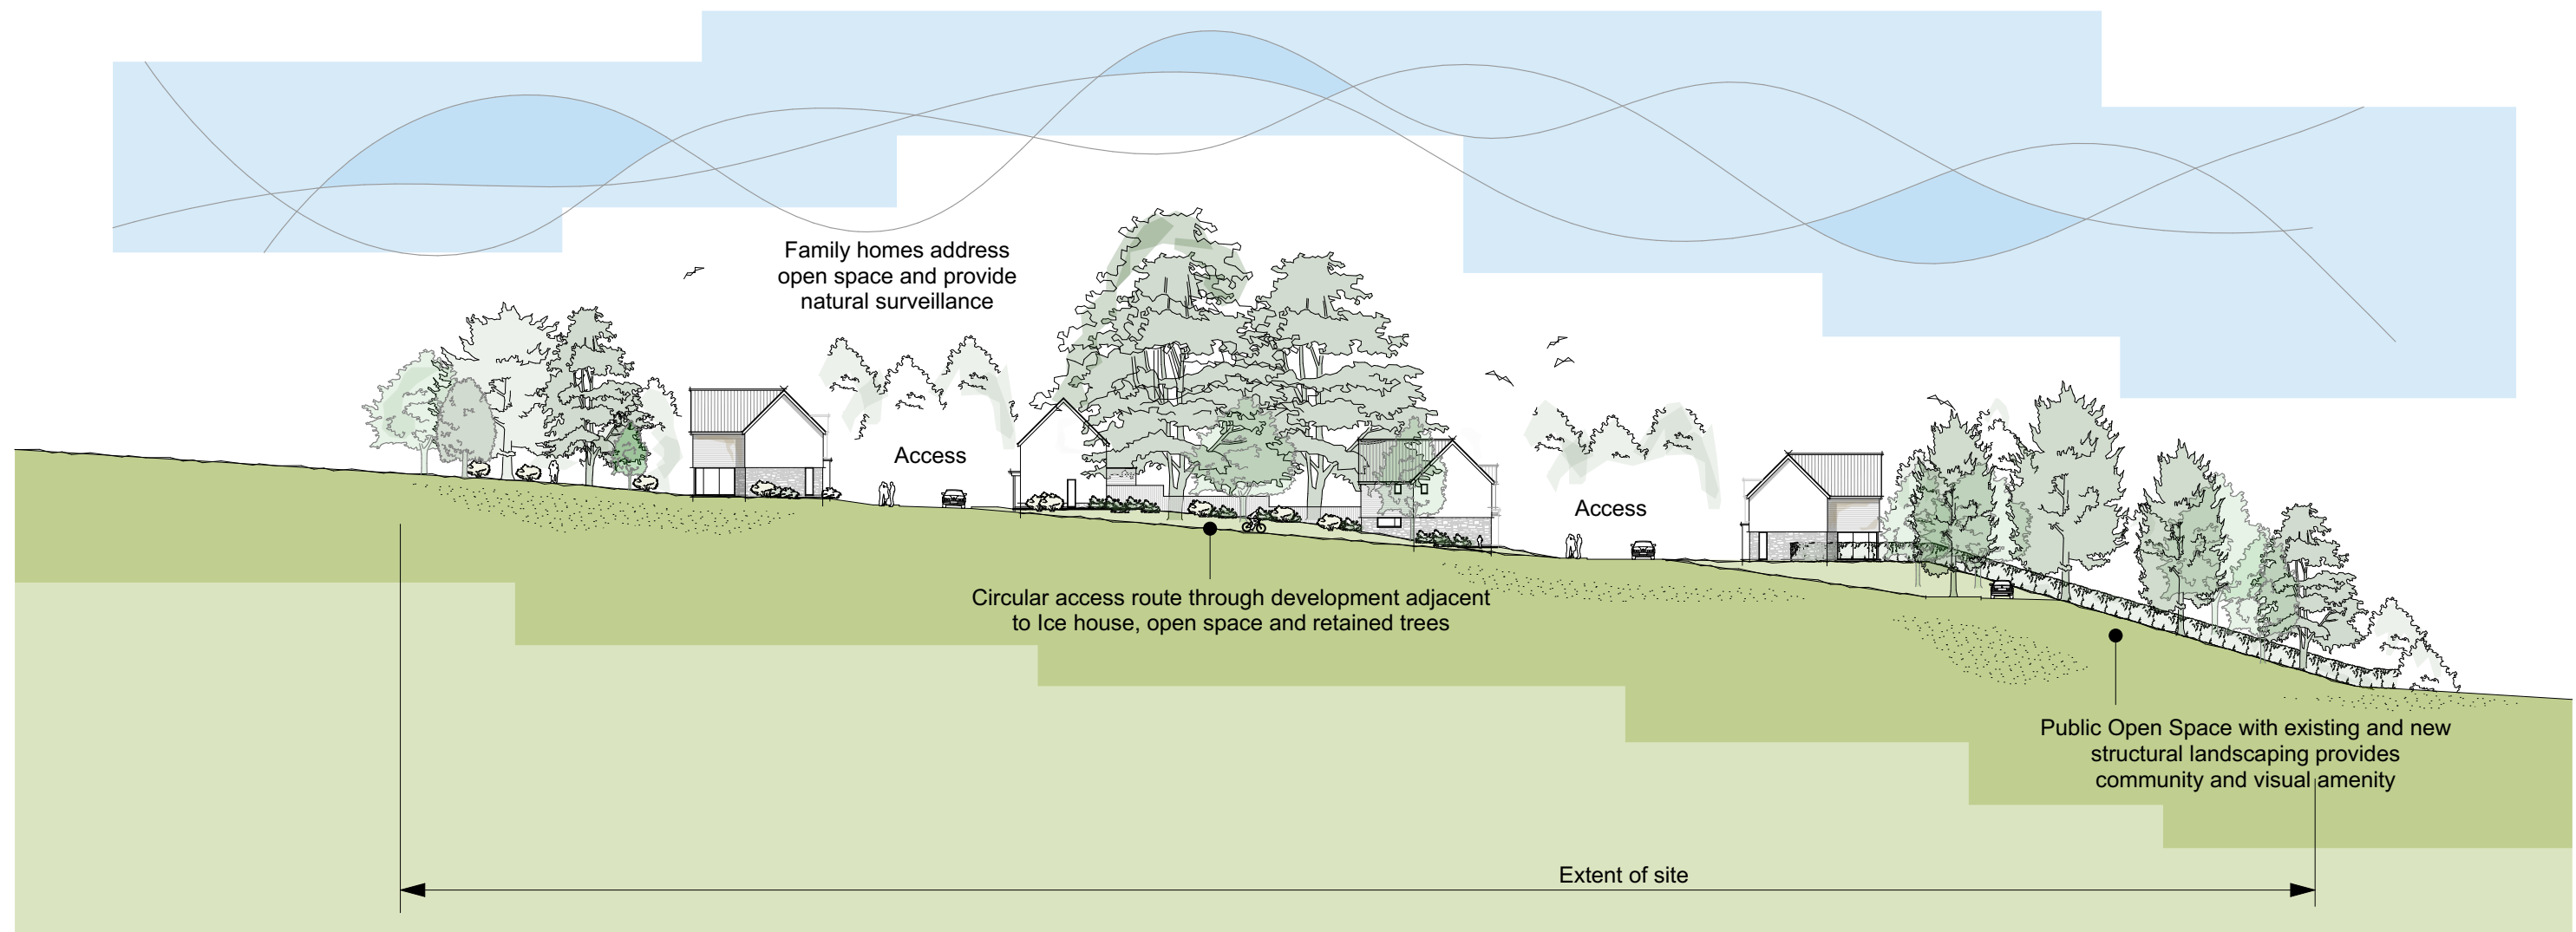 Family homes address
open space and provide
natural surveillance
Access
Access
Circular access route through development adjacent
to Ice house, open space and retained trees
Public Open Space with existing and new
structural landscaping provides
community and visual amenity
Extent of site